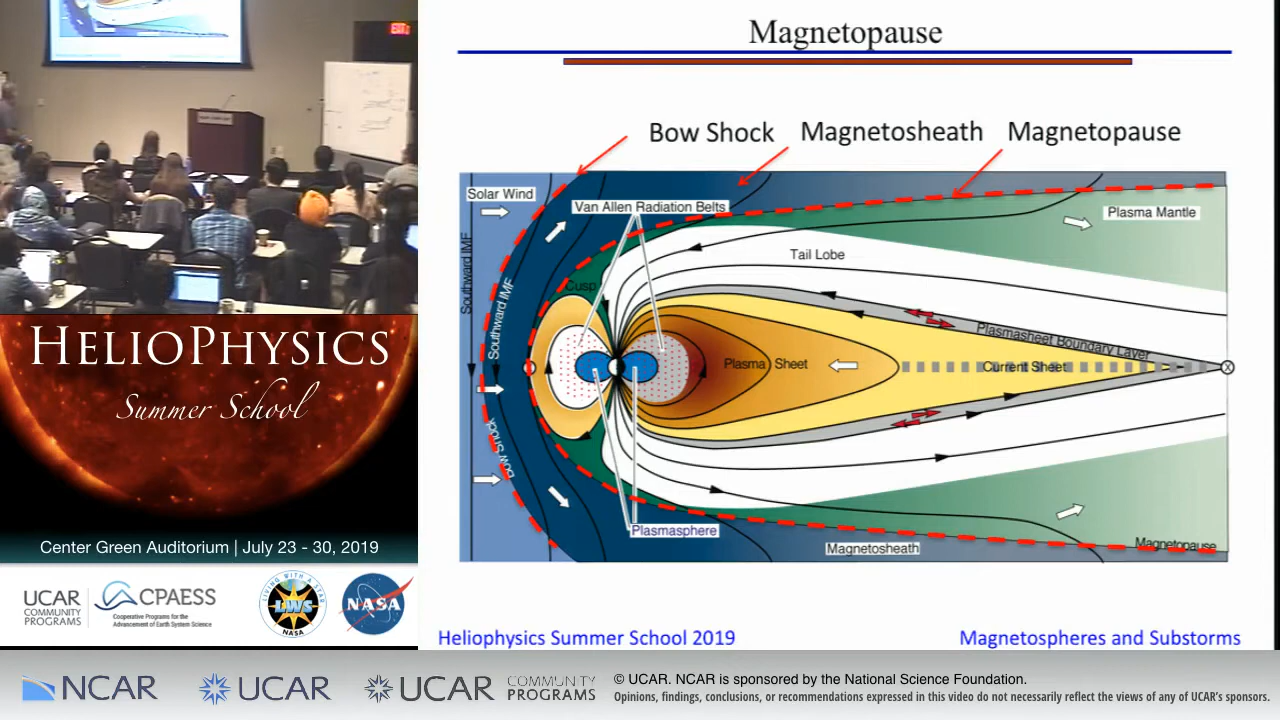 Magnetopause
Bow Shock
Magnetosheath
Magnetopause
Solar Wind
Van Allen Radiation Belts
Plasma Mantle
Tail Lobe
Southward IMF
Southward IMF
Cusp
Plasmasheet Boundary Layer
Plasma Sheet
Current Sheet
X
Bow Shock
Plasmasphere
Magnetosheath
Magnetopause
Heliophysics Summer School 2019
Magnetospheres and Substorms
HELIOPHYSICS
Summer School
Center Green Auditorium | July 23 - 30, 2019
UCAR
COMMUNITY
PROGRAMS
CPAESS
Cooperative Programs for the
Advancement of Earth System Science
LIVING WITH A STAR
LWS
NASA
NASA
NCAR
UCAR
UCAR
COMMUNITY
PROGRAMS
© UCAR. NCAR is sponsored by the National Science Foundation.
Opinions, findings, conclusions, or recommendations expressed in this video do not necessarily reflect the views of any of UCAR's sponsors.